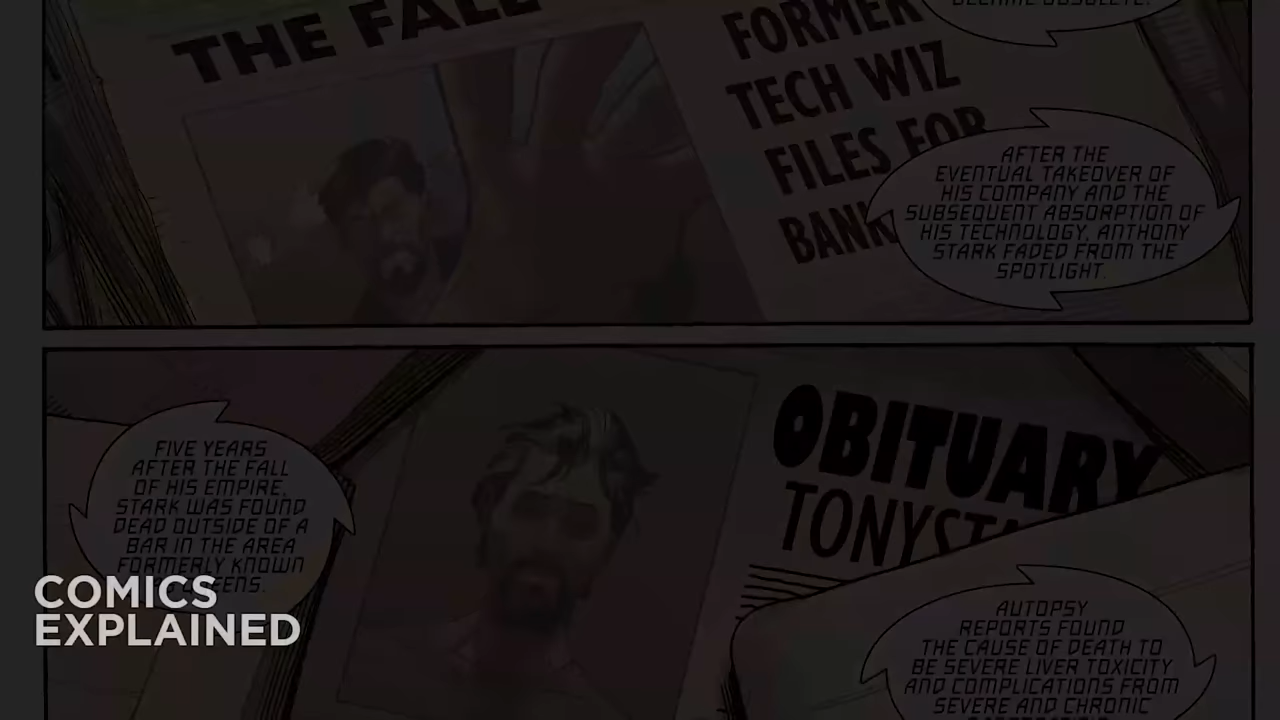 BECAME OBSOLETE.
THE FALL
FORMER
TECH WIZ
FILES FOR
BANK
AFTER THE
EVENTUAL TAKEOVER OF
HIS COMPANY AND THE
SUBSEQUENT ABSORPTION OF
HIS TECHNOLOGY, ANTHONY
STARK FADED FROM THE
SPOTLIGHT.
OBITUARY
TONY
FIVE YEARS
AFTER THE FALL
OF HIS EMPIRE,
STARK WAS FOUND
DEAD OUTSIDE OF A
BAR IN THE AREA
FORMERLY KNOWN
COMICS
EXPLAINED
AUTOPSY
REPORTS FOUND
THE CAUSE OF DEATH TO
BE SEVERE LIVER TOXICITY
AND COMPLICATIONS FROM
SEVERE AND CHRONIC